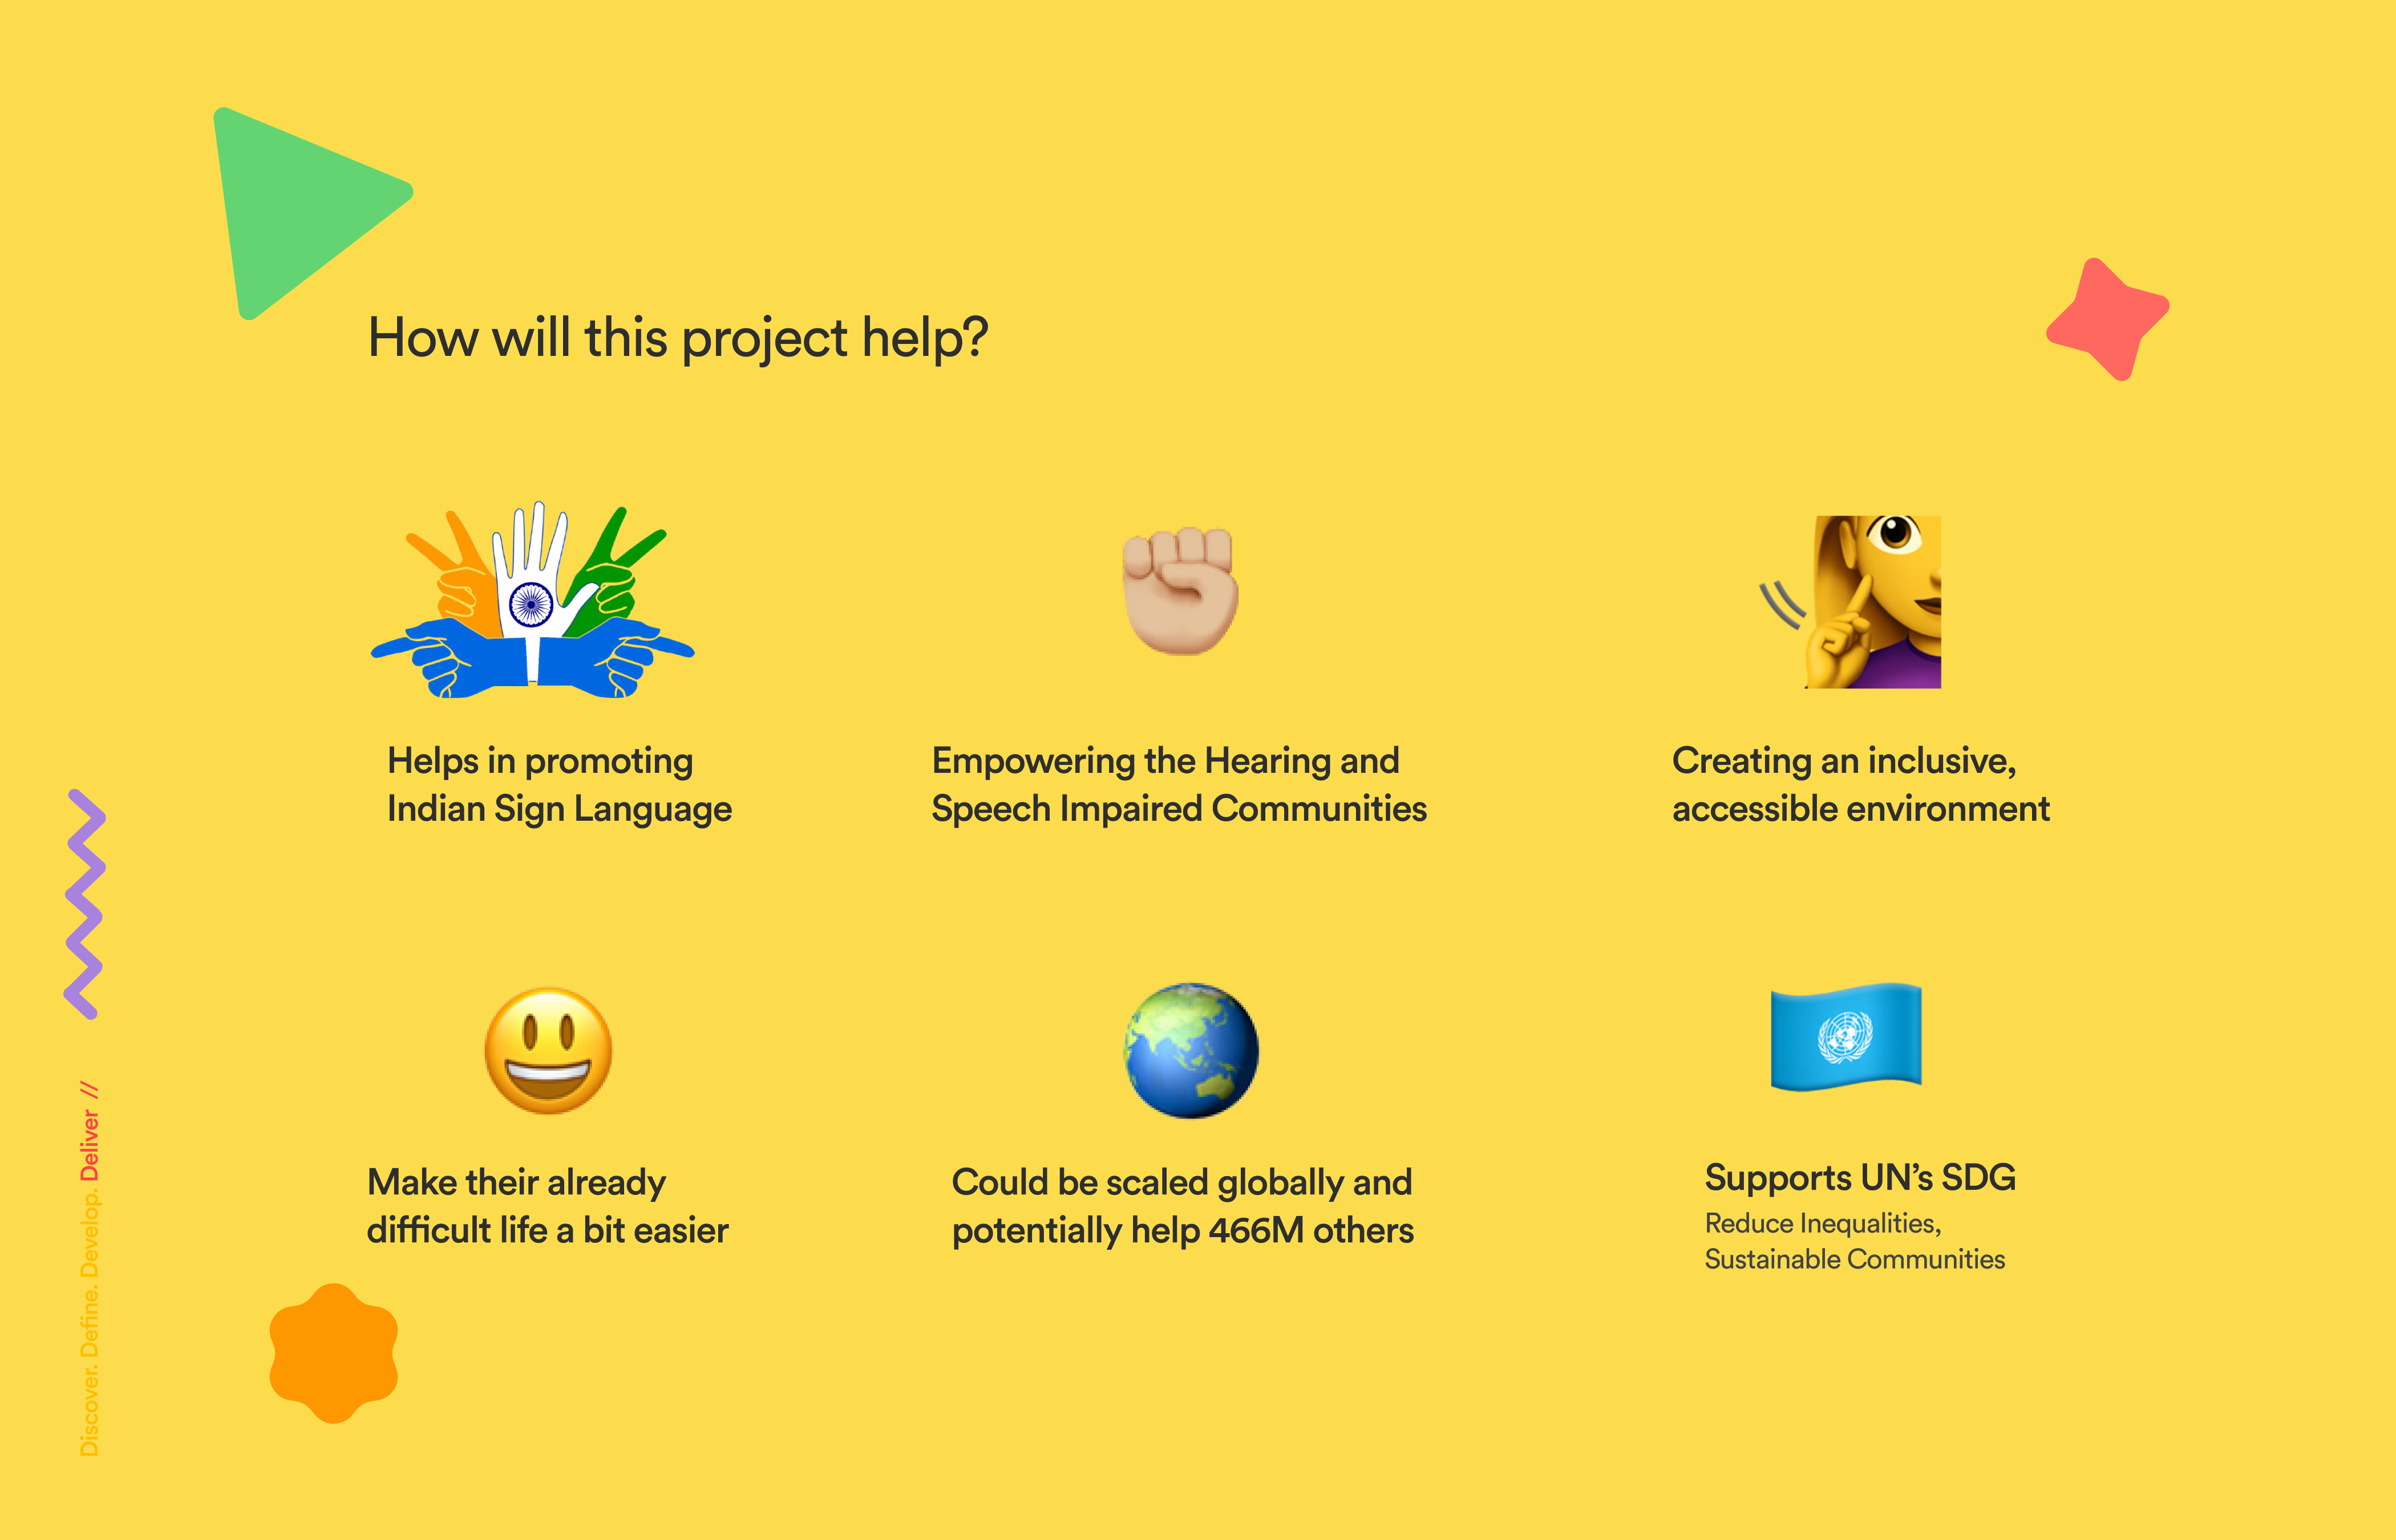 How will this project help?
Helps in promoting
Indian Sign Language
Empowering the Hearing and
Speech Impaired Communities
Creating an inclusive,
accessible environment
Make their already
difficult life a bit easier
Could be scaled globally and
potentially help 466M others
Supports UN’s SDG
Reduce Inequalities,
Sustainable Communities
Discover. Define. Develop. Deliver //